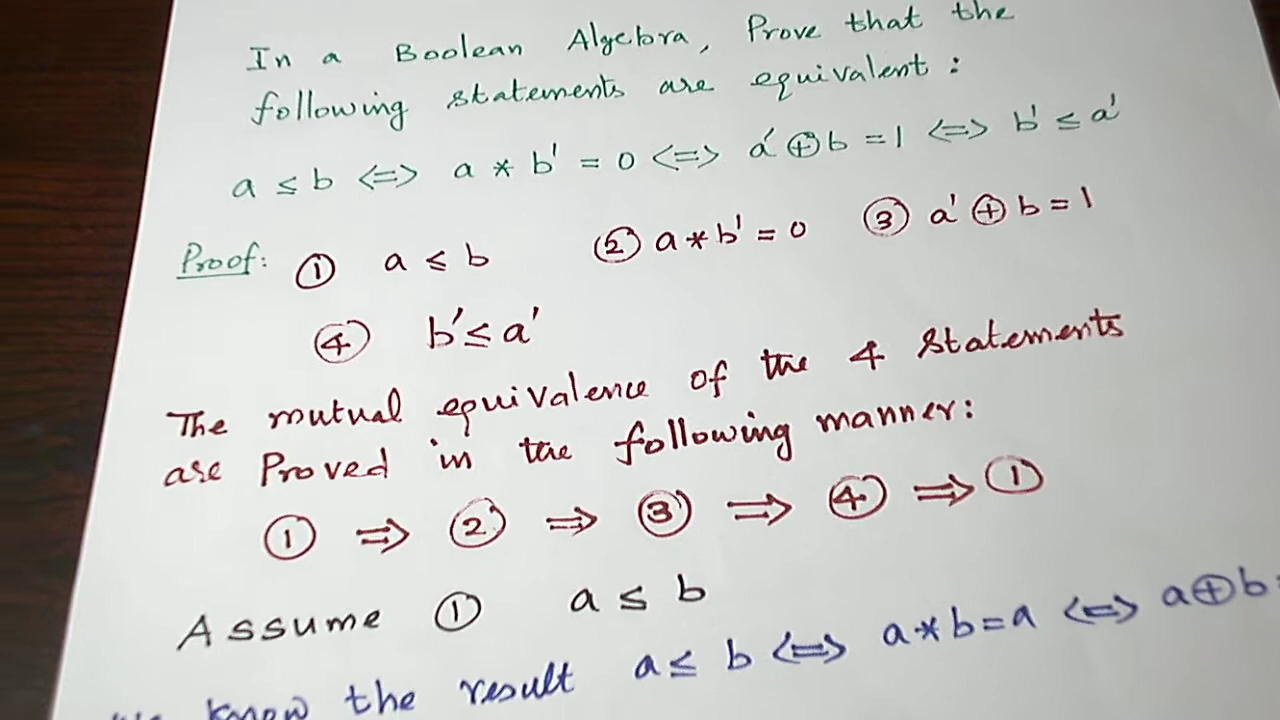 In a Boolean Algebra, Prove that the
following statements are equivalent:
a ≤ b <=> a * b' = 0 <=> a' ⊕ b = 1 <=> b' ≤ a'
Proof: ① a ≤ b ② a * b' = 0 ③ a' ⊕ b = 1
④ b' ≤ a'
The mutual equivalence of the 4 statements
are Proved in the following manner:
① ⇒ ② ⇒ ③ ⇒ ④ ⇒ ①
Assume ① a ≤ b
know the result a ≤ b <=> a * b = a <=> a ⊕ b